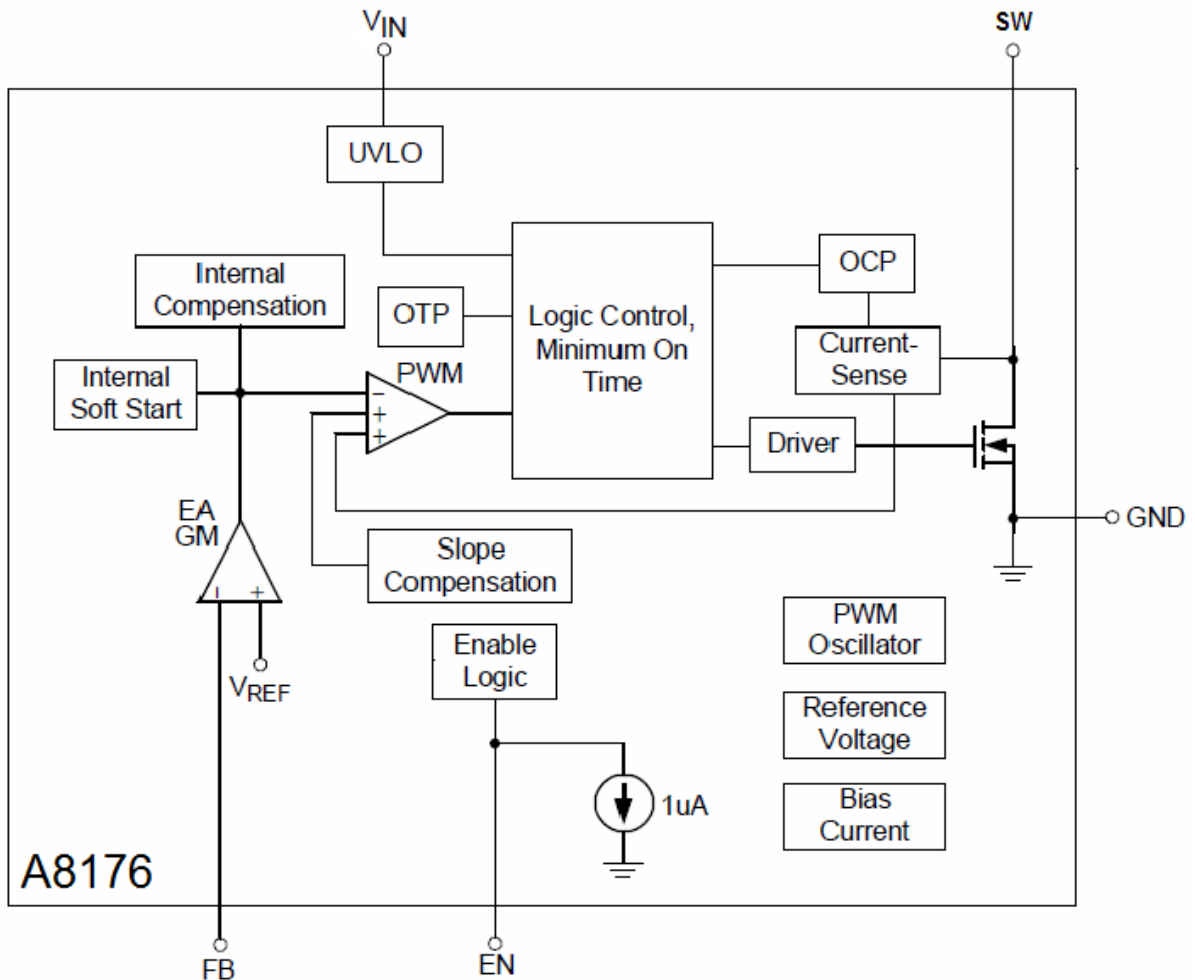 VIN
SW
UVLO
Internal
Compensation
OTP
Logic Control,
Minimum On
Time
OCP
Current-
Sense
Internal
Soft Start
PWM
−
+
+
Driver
EA
GM
− +
VREF
Slope
Compensation
GND
Enable
Logic
PWM
Oscillator
Reference
Voltage
1uA
Bias
Current
A8176
FB
EN